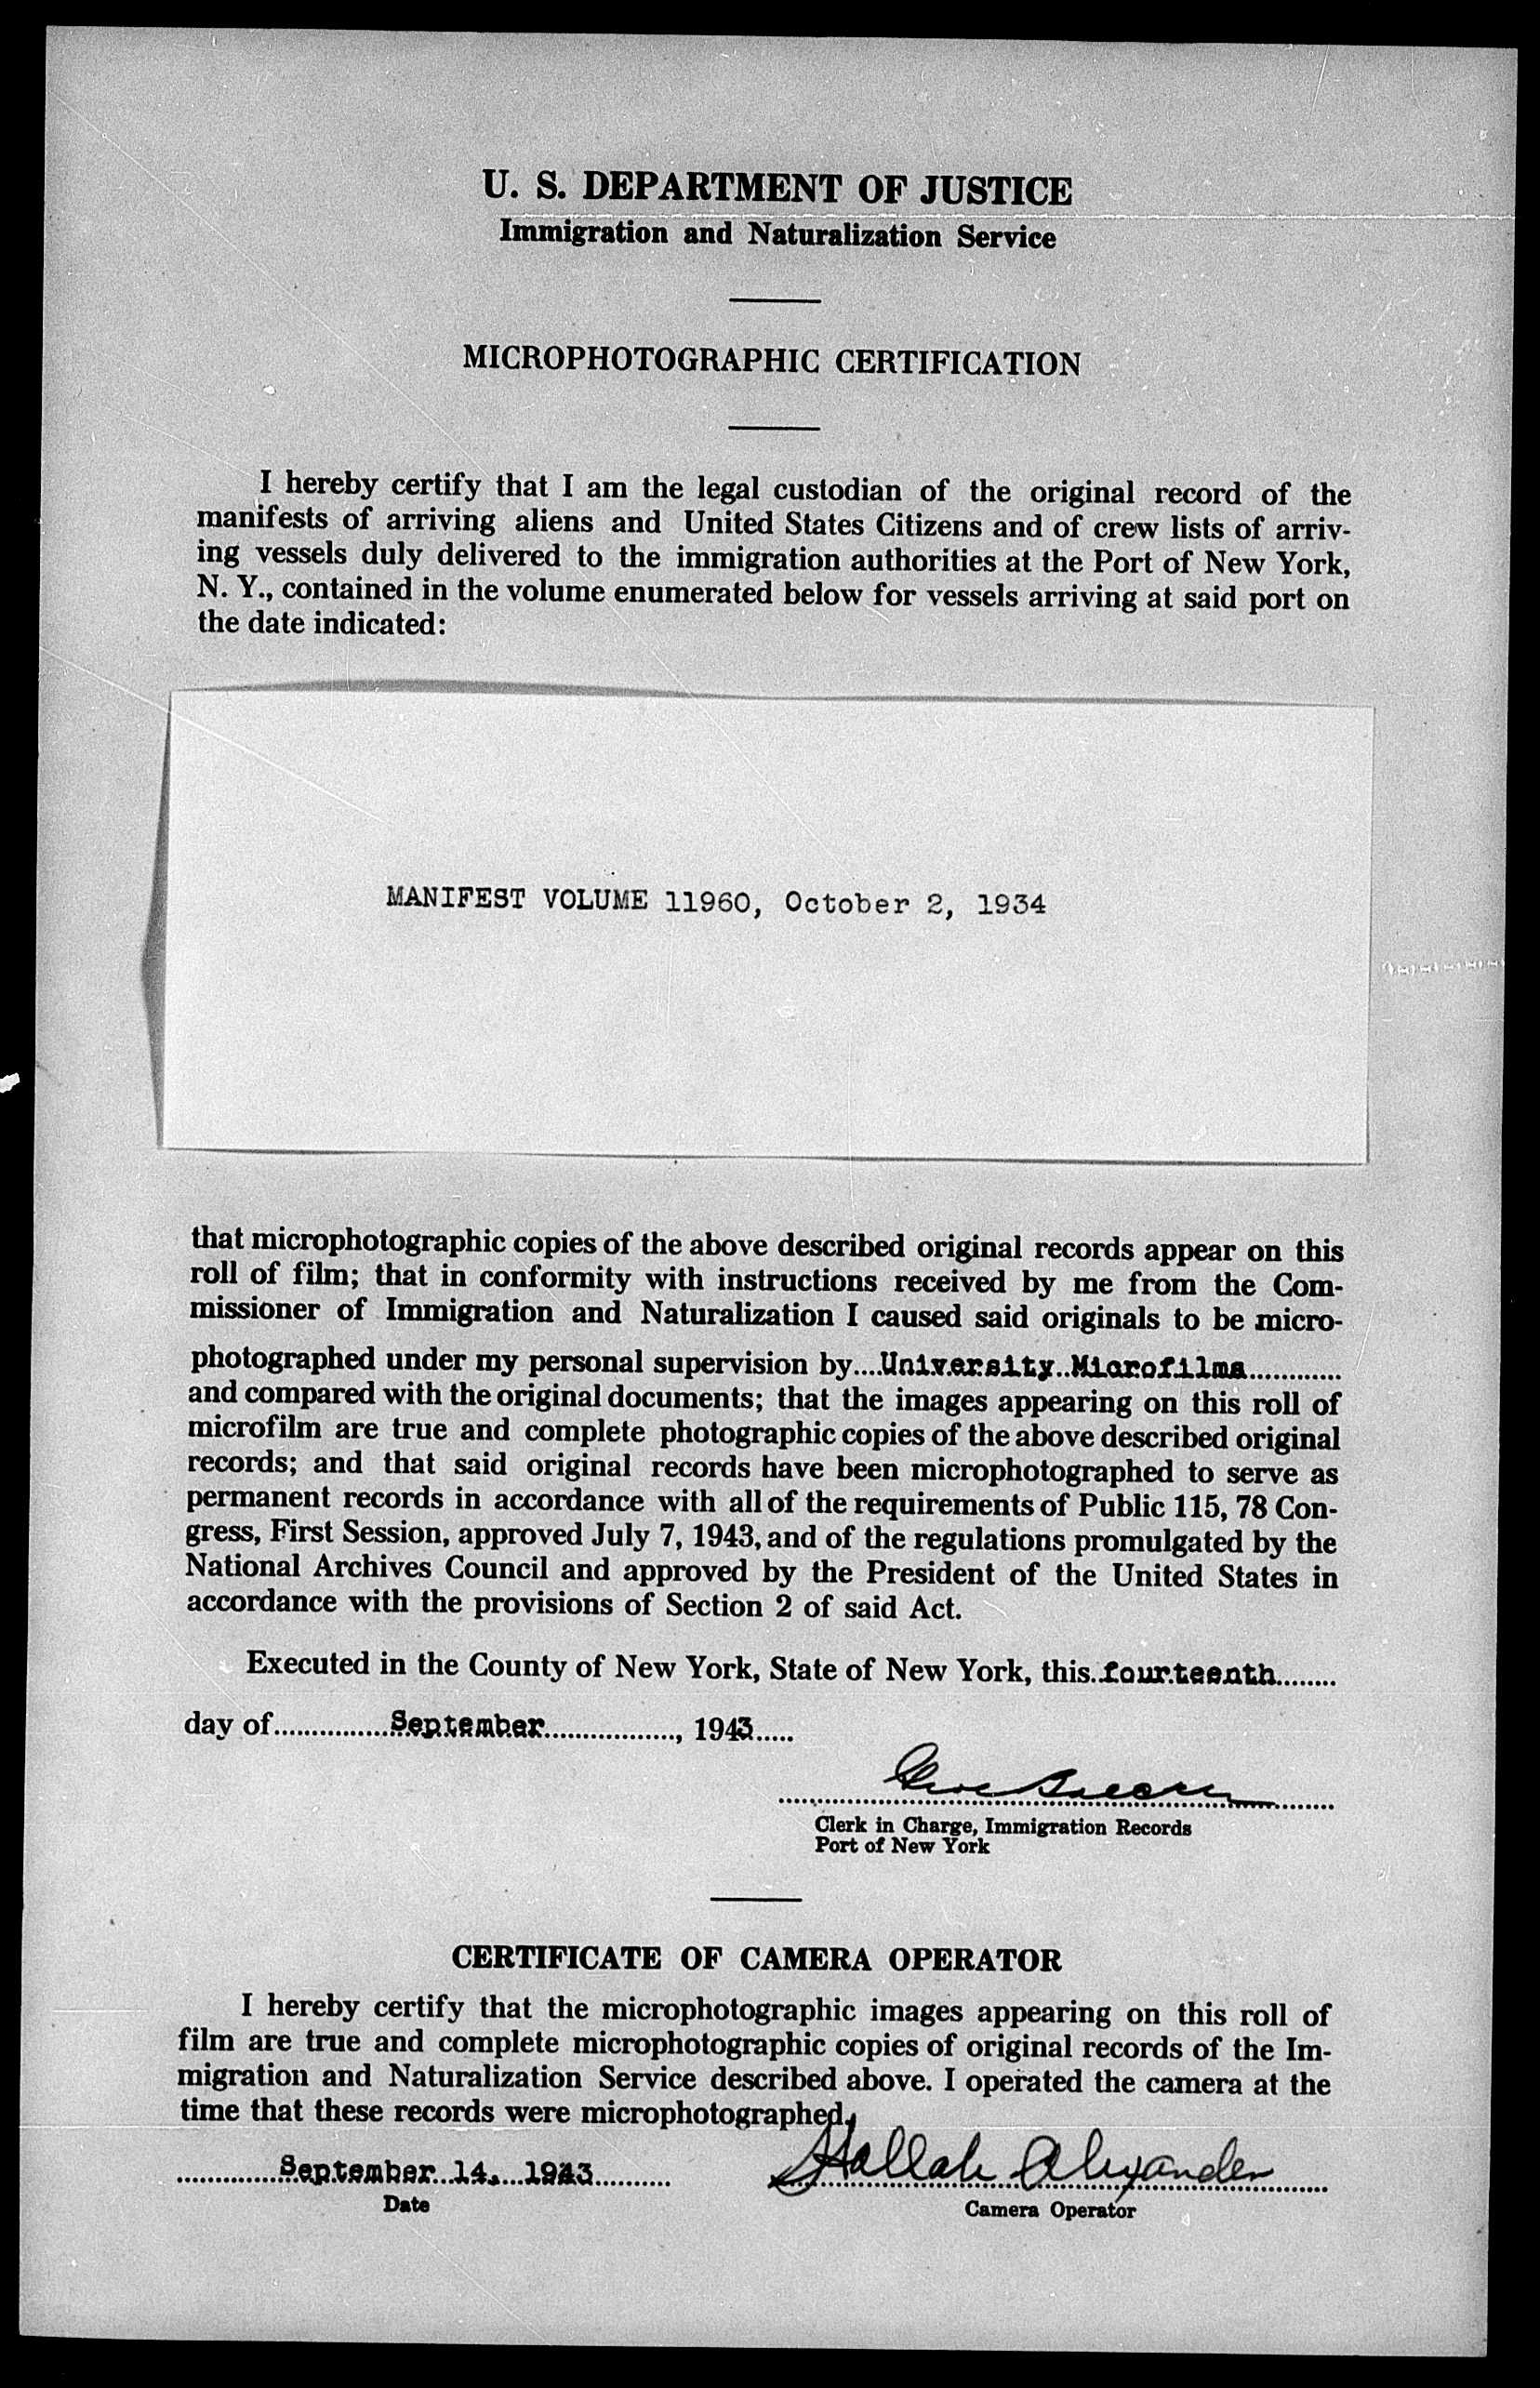 U. S. DEPARTMENT OF JUSTICE
Immigration and Naturalization Service
MICROPHOTOGRAPHIC CERTIFICATION
I hereby certify that I am the legal custodian of the original record of the
manifests of arriving aliens and United States Citizens and of crew lists of arriv-
ing vessels duly delivered to the immigration authorities at the Port of New York,
N. Y., contained in the volume enumerated below for vessels arriving at said port on
the date indicated:
MANIFEST VOLUME 11960, October 2, 1934
that microphotographic copies of the above described original records appear on this
roll of film; that in conformity with instructions received by me from the Com-
missioner of Immigration and Naturalization I caused said originals to be micro-
photographed under my personal supervision by....University Microfilms............
and compared with the original documents; that the images appearing on this roll of
microfilm are true and complete photographic copies of the above described original
records; and that said original records have been microphotographed to serve as
permanent records in accordance with all of the requirements of Public 115, 78 Con-
gress, First Session, approved July 7, 1943, and of the regulations promulgated by the
National Archives Council and approved by the President of the United States in
accordance with the provisions of Section 2 of said Act.
Executed in the County of New York, State of New York, this..fourteenth........
day of...............September.................., 1943.....
Clerk in Charge, Immigration Records
Port of New York
CERTIFICATE OF CAMERA OPERATOR
I hereby certify that the microphotographic images appearing on this roll of
film are true and complete microphotographic copies of original records of the Im-
migration and Naturalization Service described above. I operated the camera at the
time that these records were microphotographed.
September 14, 1943 Hallah Alexander
Date Camera Operator